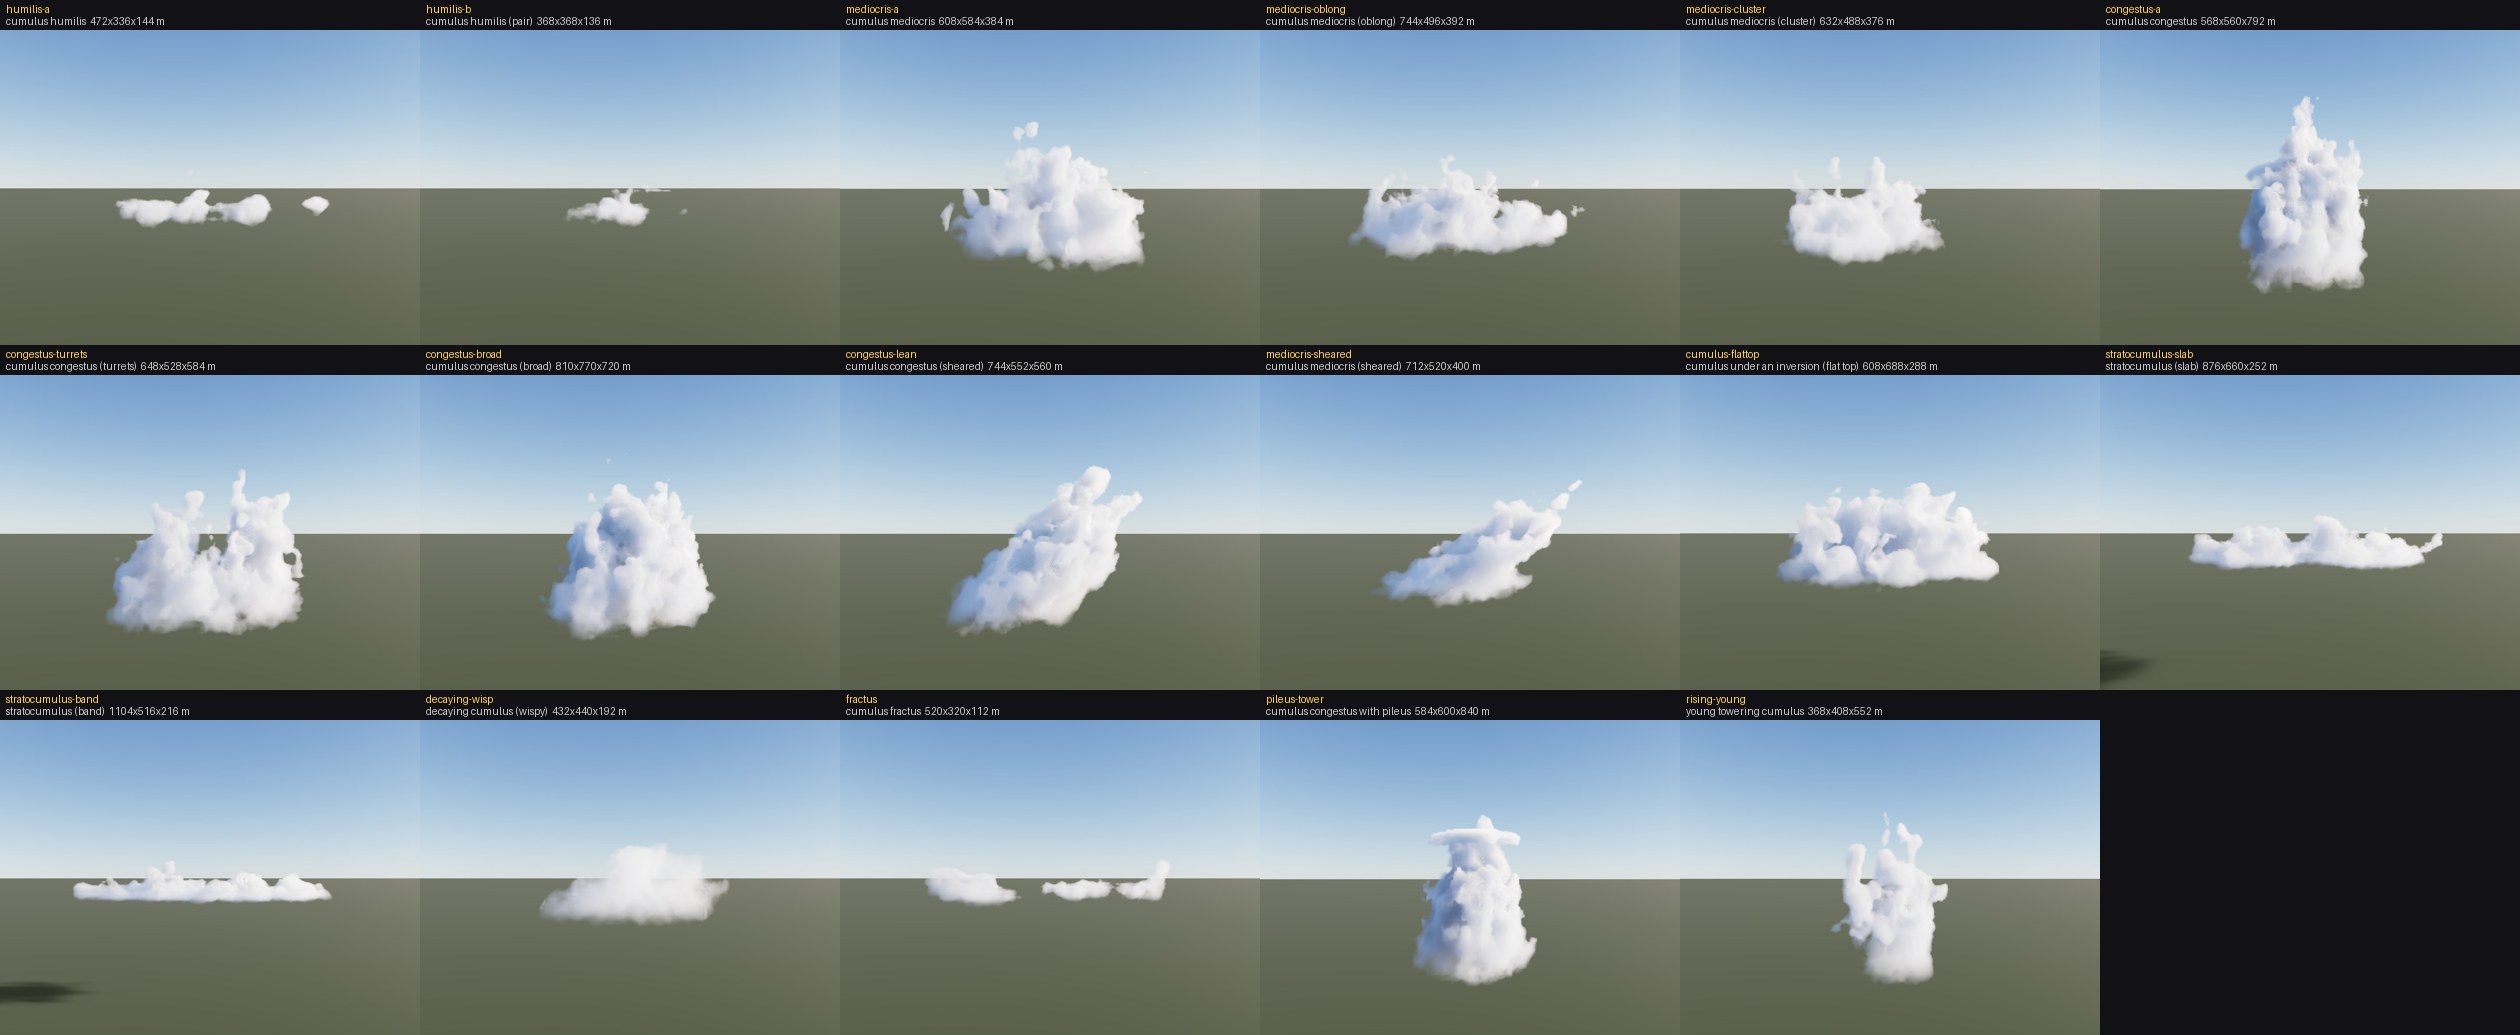 humilis-a
cumulus humilis 472x336x144 m
humilis-b
cumulus humilis (pair) 368x368x136 m
mediocris-a
cumulus mediocris 608x584x384 m
mediocris-oblong
cumulus mediocris (oblong) 744x496x392 m
mediocris-cluster
cumulus mediocris (cluster) 632x488x376 m
congestus-a
cumulus congestus 568x560x792 m
congestus-turrets
cumulus congestus (turrets) 648x528x584 m
congestus-broad
cumulus congestus (broad) 810x770x720 m
congestus-lean
cumulus congestus (sheared) 744x552x560 m
mediocris-sheared
cumulus mediocris (sheared) 712x520x400 m
cumulus-flattop
cumulus under an inversion (flat top) 608x688x288 m
stratocumulus-slab
stratocumulus (slab) 876x660x252 m
stratocumulus-band
stratocumulus (band) 1104x516x216 m
decaying-wisp
decaying cumulus (wispy) 432x440x192 m
fractus
cumulus fractus 520x320x112 m
pileus-tower
cumulus congestus with pileus 584x600x840 m
rising-young
young towering cumulus 368x408x552 m